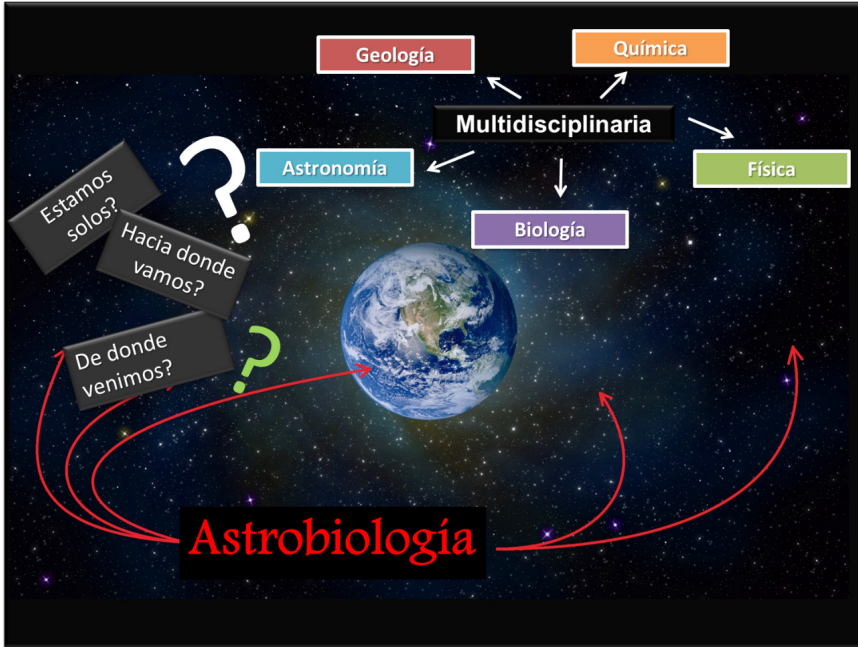 Geología
Química
Multidisciplinaria
Astronomía
Física
Biología
Estamos
solos?
Hacia donde
vamos?
De donde
venimos?
?
?
Astrobiología